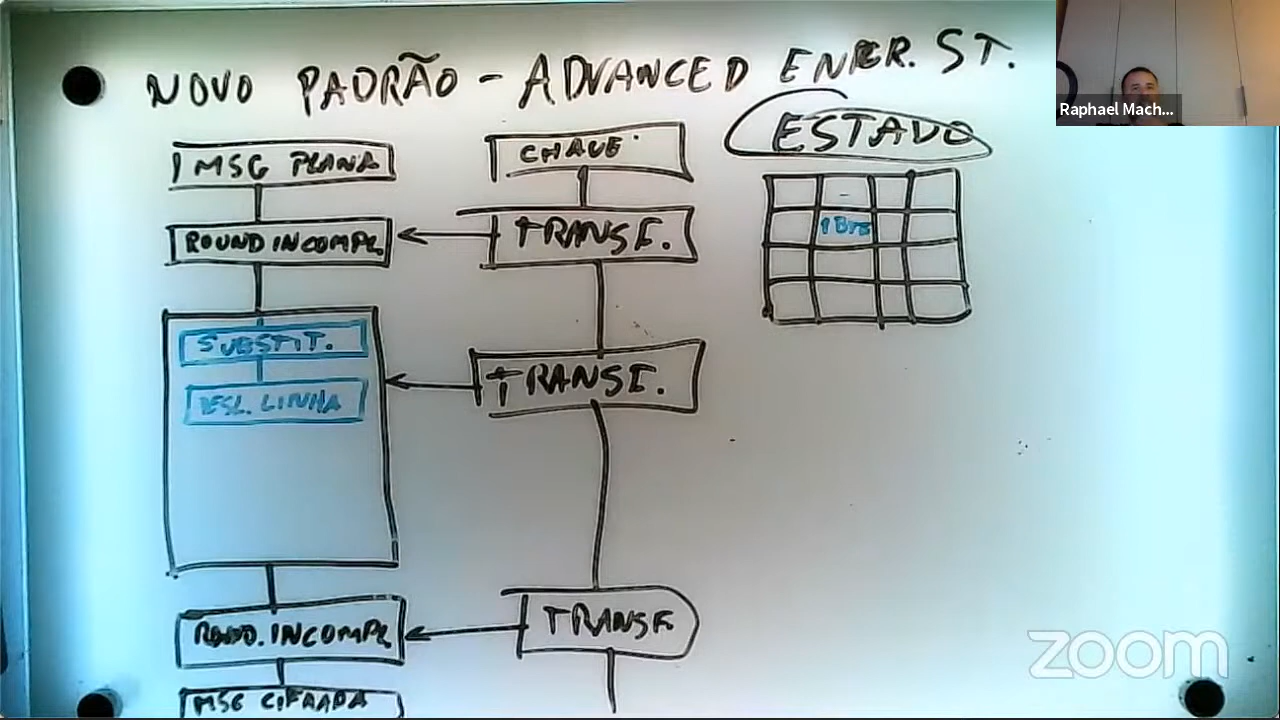 NOVO PADRÃO - ADVANCED ENCR. ST.
Raphael Mach...
MSG PLANA
CHAVE
ESTADO
ROUND INCOMPL
TRANSF.
1 BYTE
SUBSTIT.
DESL. LINHA
TRANSF.
ROUND. INCOMPL
TRANSF.
MSG CIFRADA
zoom